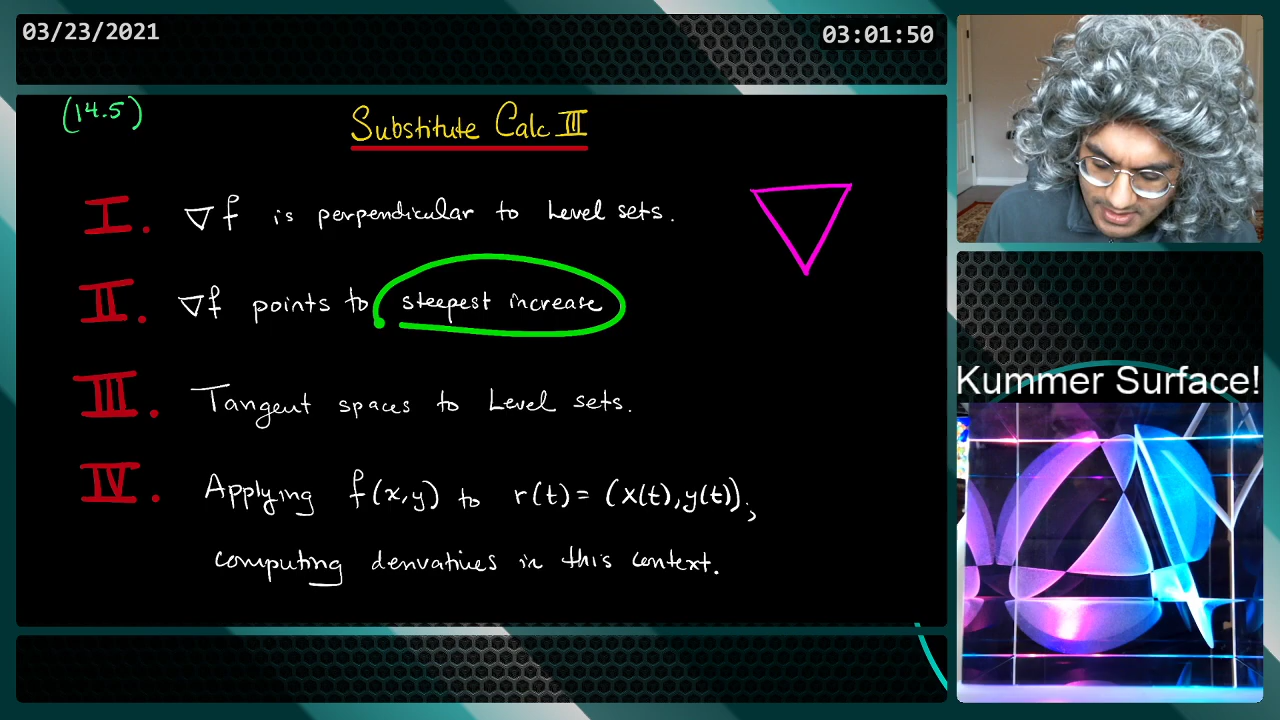 03/23/2021
03:01:50
(14.5)
Substitute Calc III
I. ∇f is perpendicular to Level sets.
II. ∇f points to steepest increase
III. Tangent spaces to Level sets.
IV. Applying f(x,y) to r(t) = (x(t), y(t));
computing derivatives in this context.
Kummer Surface!